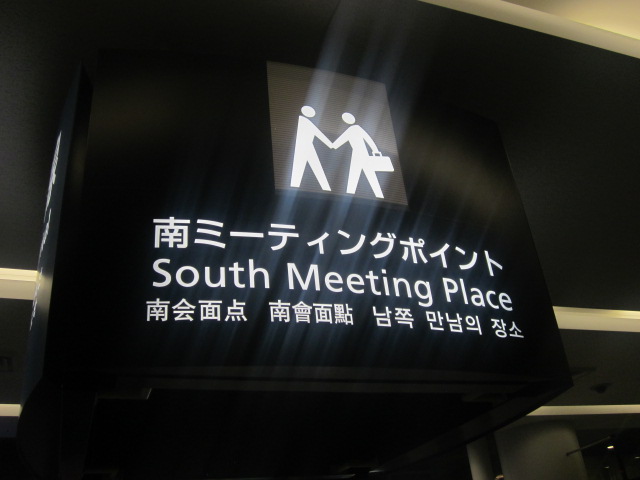 南ミーティングポイント
South Meeting Place
南会面点 南會面點 남쪽 만남의 장소